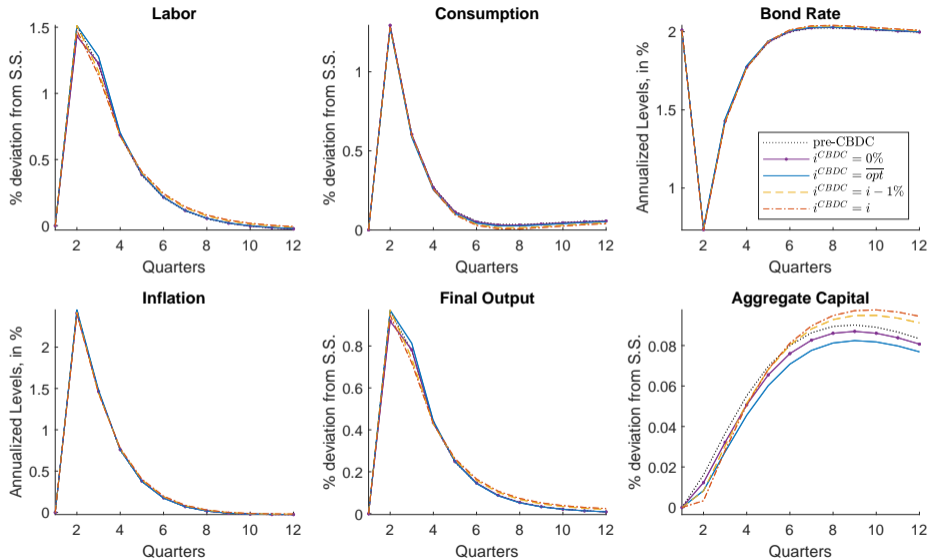 Labor
% deviation from S.S.
1.5
1
0.5
0
2 4 6 8 10 12
Quarters
Consumption
% deviation from S.S.
1
0.5
0
2 4 6 8 10 12
Quarters
Bond Rate
Annualized Levels, in %
2
1.5
1
2 4 6 8 10 12
Quarters
pre-CBDC
i^{CBDC} = 0%
i^{CBDC} = \overline{opt}
i^{CBDC} = i − 1%
i^{CBDC} = i
Inflation
Annualized Levels, in %
2
1.5
1
0.5
0
2 4 6 8 10 12
Quarters
Final Output
% deviation from S.S.
0.8
0.6
0.4
0.2
0
2 4 6 8 10 12
Quarters
Aggregate Capital
% deviation from S.S.
0.08
0.06
0.04
0.02
0
2 4 6 8 10 12
Quarters